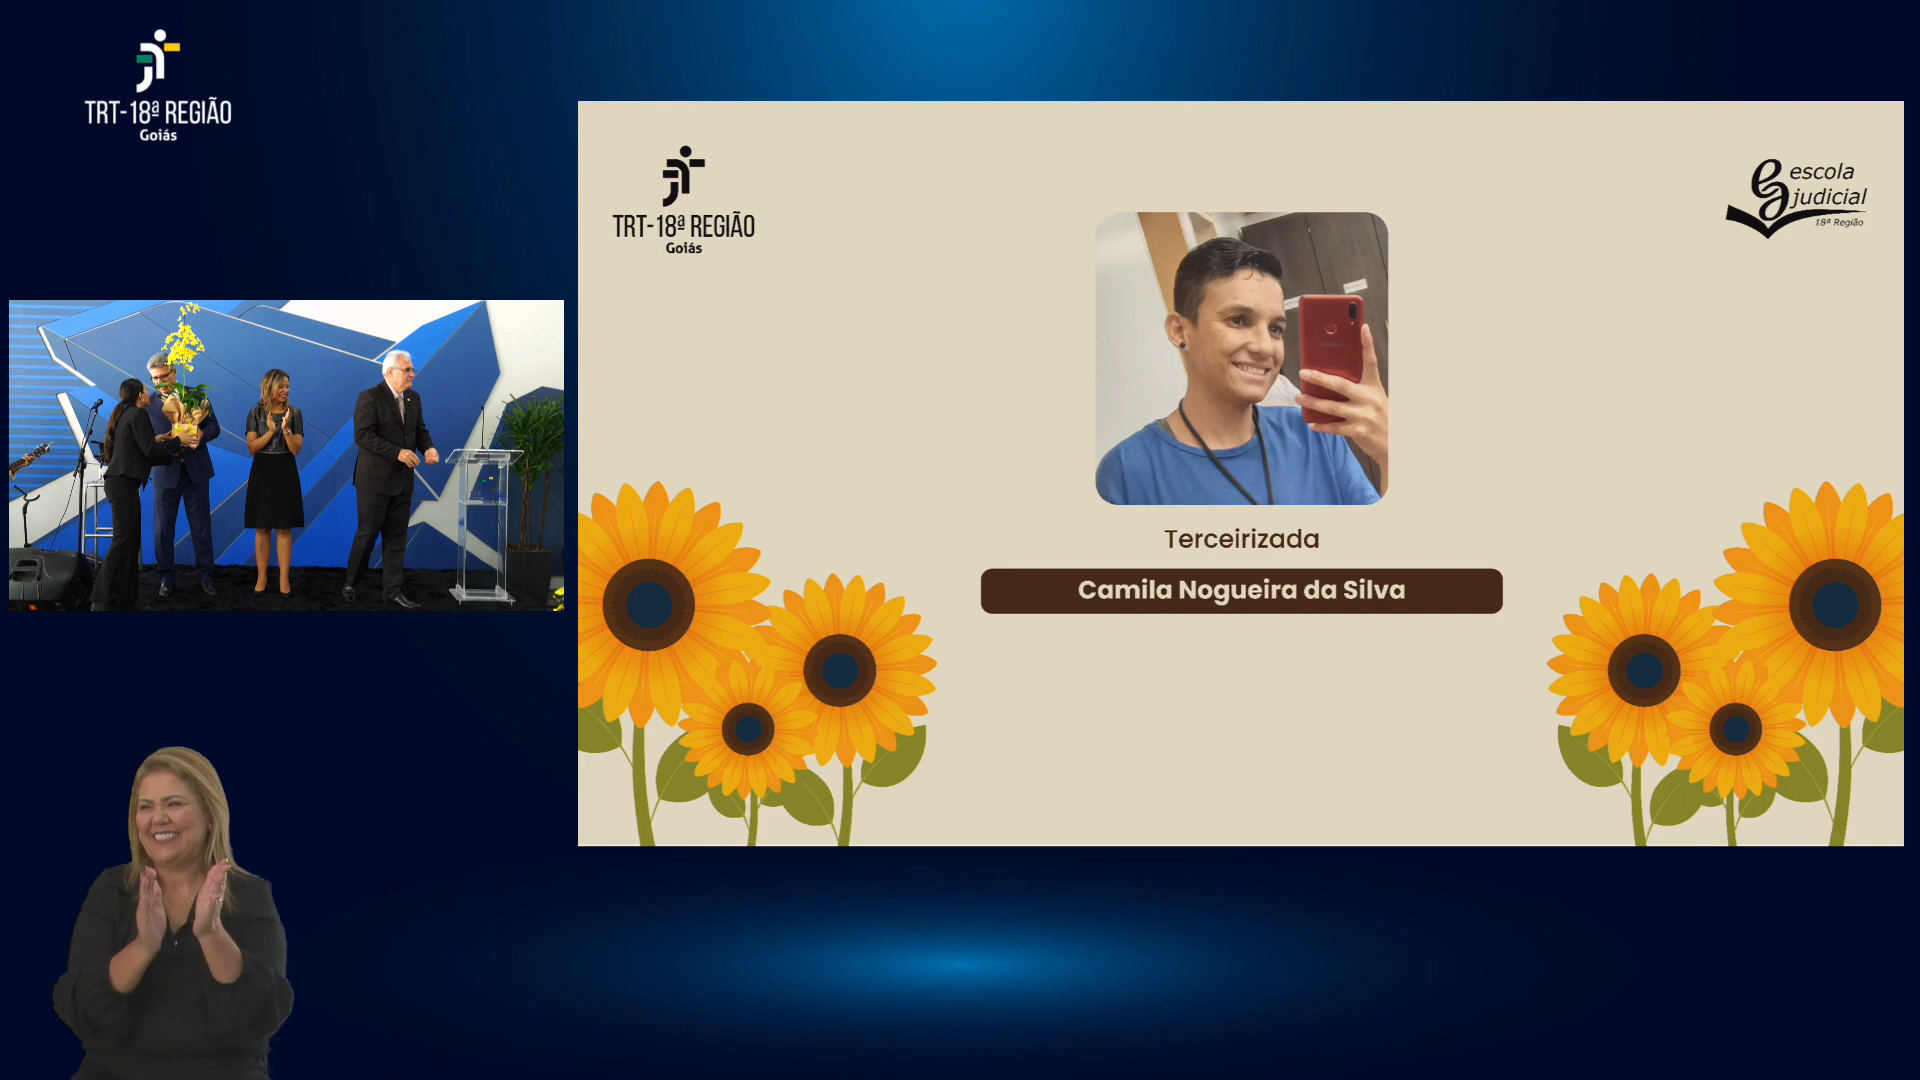 TRT-18ª REGIÃO
Goiás
TRT-18ª REGIÃO
Goiás
escola
judicial
18ª Região
Terceirizada
Camila Nogueira da Silva